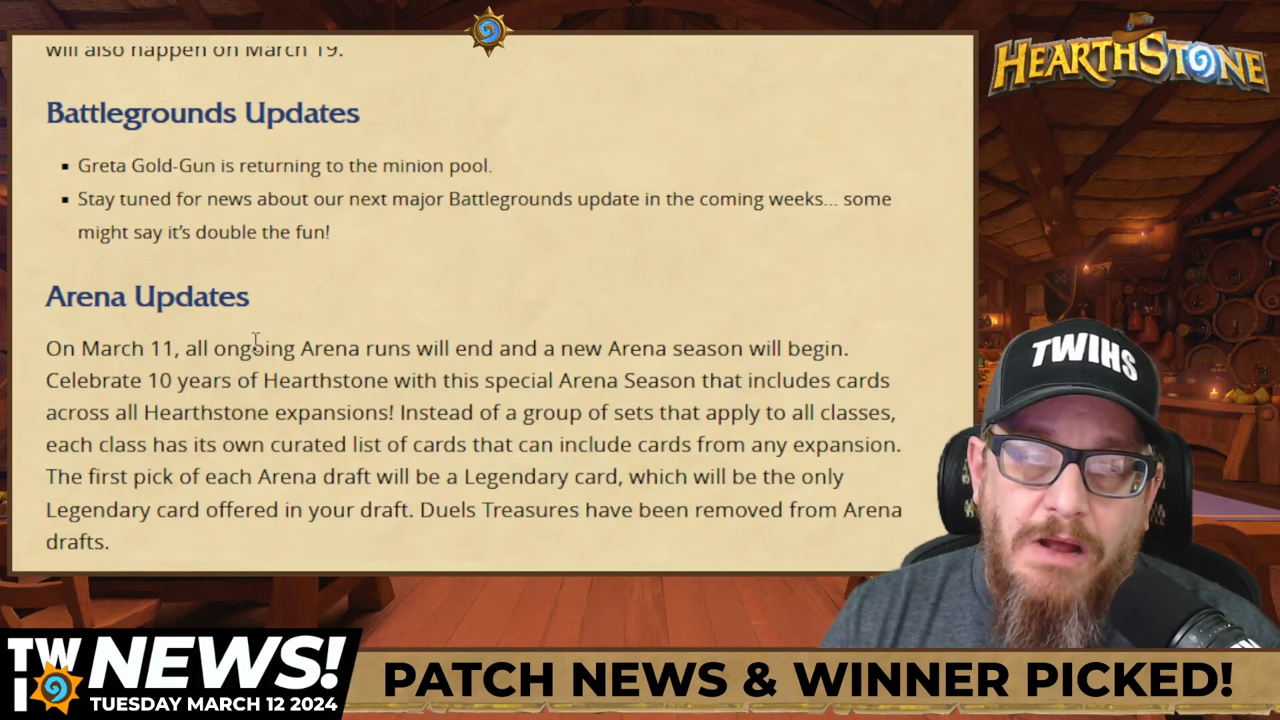 will also happen on March 19.
HEARTHSTONE
Battlegrounds Updates
▪ Greta Gold-Gun is returning to the minion pool.
▪ Stay tuned for news about our next major Battlegrounds update in the coming weeks... some
might say it's double the fun!
Arena Updates
On March 11, all ongoing Arena runs will end and a new Arena season will begin.
Celebrate 10 years of Hearthstone with this special Arena Season that includes cards
across all Hearthstone expansions! Instead of a group of sets that apply to all classes,
each class has its own curated list of cards that can include cards from any expansion.
The first pick of each Arena draft will be a Legendary card, which will be the only
Legendary card offered in your draft. Duels Treasures have been removed from Arena
drafts.
TWIHS
TW NEWS!
I
TUESDAY MARCH 12 2024
PATCH NEWS & WINNER PICKED!